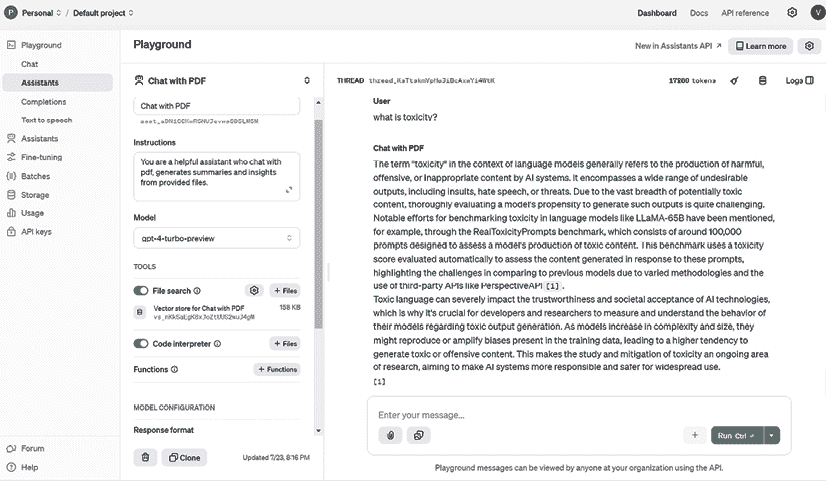 P Personal / Default project
Dashboard Docs API reference V
Playground
Chat
Assistants
Completions
Text to speech
Assistants
Fine-tuning
Batches
Storage
Usage
API keys
Forum
Help
Playground
New in Assistants API ↗ Learn more
Chat with PDF
Chat with PDF
Instructions
You are a helpful assistant who chat with
pdf, generates summaries and insights
from provided files.
Model
gpt-4-turbo-preview
TOOLS
File search
+ Files
Vector store for Chat with PDF
158 KB
Code interpreter
+ Files
Functions
+ Functions
MODEL CONFIGURATION
Response format
Clone
Updated 7/23, 8:16 PM
THREAD
tokens
Logs
User
what is toxicity?
Chat with PDF
The term "toxicity" in the context of language models generally refers to the production of harmful,
offensive, or inappropriate content by AI systems. It encompasses a wide range of undesirable
outputs, including insults, hate speech, or threats. Due to the vast breadth of potentially toxic
content, thoroughly evaluating a model's propensity to generate such outputs is quite challenging.
Notable efforts for benchmarking toxicity in language models like LLaMA-65B have been mentioned,
for example, through the RealToxicityPrompts benchmark, which consists of around 100,000
prompts designed to assess a model's production of toxic content. This benchmark uses a toxicity
score evaluated automatically to assess the content generated in response to these prompts,
highlighting the challenges in comparing to previous models due to varied methodologies and the
use of third-party APIs like PerspectiveAPI [1].
Toxic language can severely impact the trustworthiness and societal acceptance of AI technologies,
which is why it's crucial for developers and researchers to measure and understand the behavior of
their models regarding toxic output generation. As models increase in complexity and size, they
might reproduce or amplify biases present in the training data, leading to a higher tendency to
generate toxic or offensive content. This makes the study and mitigation of toxicity an ongoing area
of research, aiming to make AI systems more responsible and safer for widespread use.
[1]
Enter your message...
Run Ctrl ↵
Playground messages can be viewed by anyone at your organization using the API.